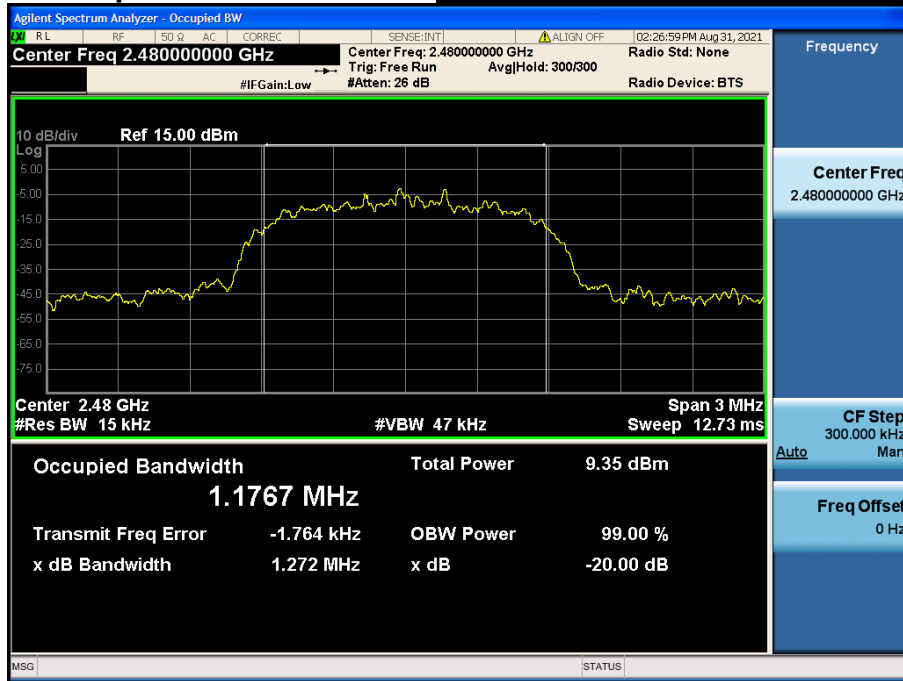 Agilent Spectrum Analyzer - Occupied BW
LXI RL RF 50 Ω AC CORREC SENSE:INT ALIGN OFF 02:26:59 PM Aug 31, 2021
Center Freq 2.480000000 GHz Center Freq: 2.480000000 GHz Radio Std: None
Trig: Free Run Avg|Hold: 300/300
#IFGain:Low #Atten: 26 dB Radio Device: BTS
Frequency
10 dB/div Ref 15.00 dBm
Log
5.00
-5.00
-15.0
-25.0
-35.0
-45.0
-55.0
-65.0
-75.0
Center 2.48 GHz Span 3 MHz
#Res BW 15 kHz #VBW 47 kHz Sweep 12.73 ms
Occupied Bandwidth Total Power 9.35 dBm
1.1767 MHz
Transmit Freq Error -1.764 kHz OBW Power 99.00 %
x dB Bandwidth 1.272 MHz x dB -20.00 dB
Center Freq
2.480000000 GHz
CF Step
300.000 kHz
Auto Man
Freq Offset
0 Hz
MSG STATUS